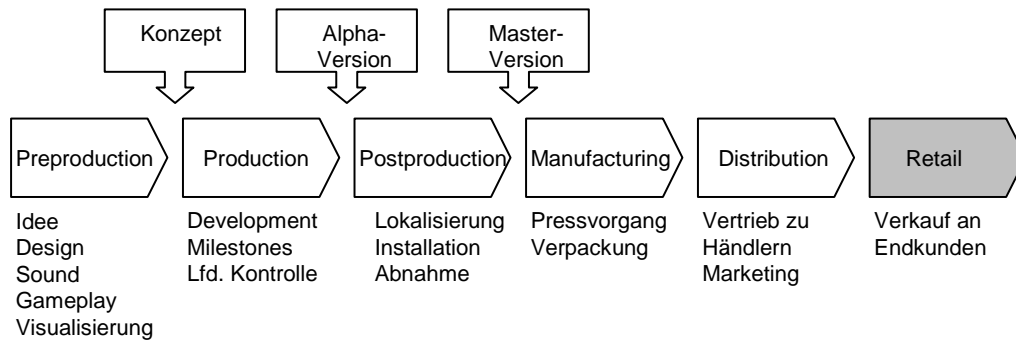 Konzept
Alpha-
Version
Master-
Version
Preproduction
Production
Postproduction
Manufacturing
Distribution
Retail
Idee
Design
Sound
Gameplay
Visualisierung
Development
Milestones
Lfd. Kontrolle
Lokalisierung
Installation
Abnahme
Pressvorgang
Verpackung
Vertrieb zu
Händlern
Marketing
Verkauf an
Endkunden